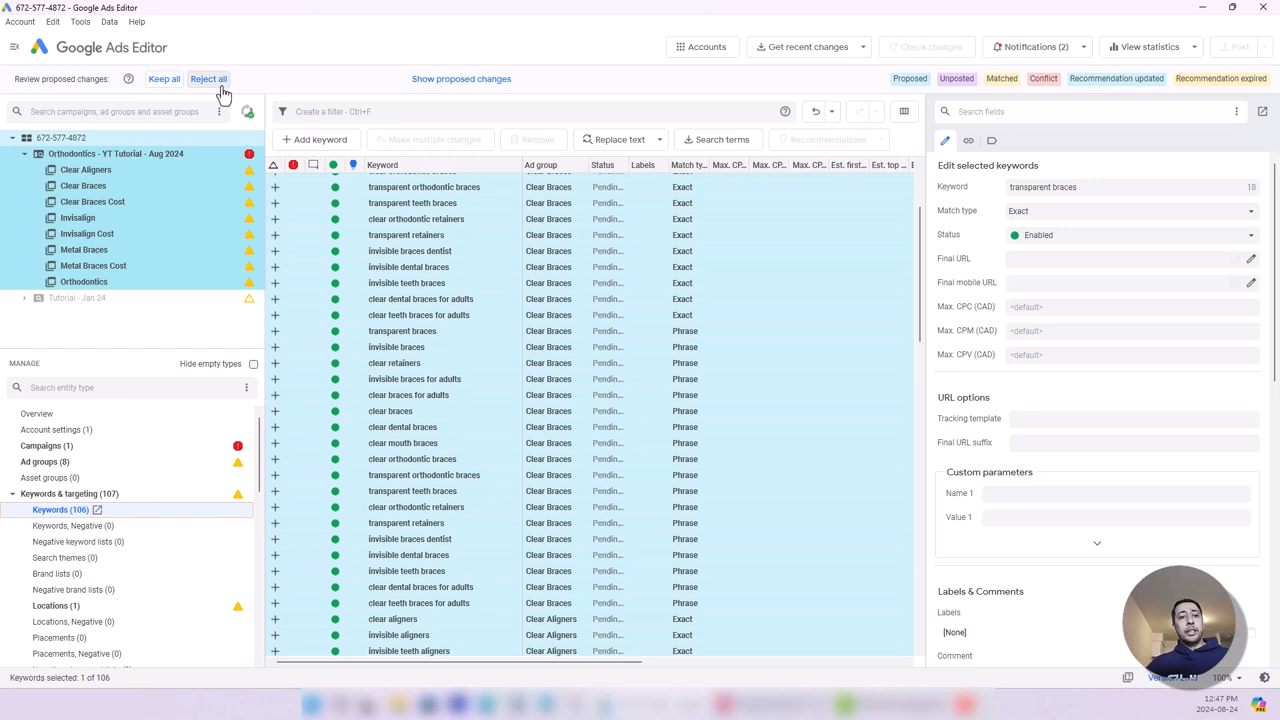 672-577-4872 - Google Ads Editor
Account Edit Tools Data Help
Google Ads Editor
Accounts Get recent changes Check changes Notifications (2) View statistics Post
Review proposed changes: Keep all Reject all Show proposed changes Proposed Unposted Matched Conflict Recommendation updated Recommendation expired
Search campaigns, ad groups and asset groups
Create a filter - Ctrl+F
Search fields
672-577-4872
Orthodontics - YT Tutorial - Aug 2024
Clear Aligners
Clear Braces
Clear Braces Cost
Invisalign
Invisalign Cost
Metal Braces
Metal Braces Cost
Orthodontics
Tutorial - Jan 24
MANAGE Hide empty types
Search entity type
Overview
Account settings (1)
Campaigns (1)
Ad groups (8)
Asset groups (0)
Keywords & targeting (107)
Keywords (106)
Keywords, Negative (0)
Negative keyword lists (0)
Search themes (0)
Brand lists (0)
Negative brand lists (0)
Locations (1)
Locations, Negative (0)
Placements (0)
Placements, Negative (0)
Add keyword Make multiple changes Remove Replace text Search terms Recommendations
Keyword Ad group Status Labels Match ty... Max. CP... Max. CP... Max. CP... Est. first... Est. top ...
transparent orthodontic braces Clear Braces Pendin... Exact
transparent teeth braces Clear Braces Pendin... Exact
clear orthodontic retainers Clear Braces Pendin... Exact
transparent retainers Clear Braces Pendin... Exact
invisible braces dentist Clear Braces Pendin... Exact
invisible dental braces Clear Braces Pendin... Exact
invisible teeth braces Clear Braces Pendin... Exact
clear dental braces for adults Clear Braces Pendin... Exact
clear teeth braces for adults Clear Braces Pendin... Exact
transparent braces Clear Braces Pendin... Phrase
invisible braces Clear Braces Pendin... Phrase
clear retainers Clear Braces Pendin... Phrase
invisible braces for adults Clear Braces Pendin... Phrase
clear braces for adults Clear Braces Pendin... Phrase
clear braces Clear Braces Pendin... Phrase
clear dental braces Clear Braces Pendin... Phrase
clear mouth braces Clear Braces Pendin... Phrase
clear orthodontic braces Clear Braces Pendin... Phrase
transparent orthodontic braces Clear Braces Pendin... Phrase
transparent teeth braces Clear Braces Pendin... Phrase
clear orthodontic retainers Clear Braces Pendin... Phrase
transparent retainers Clear Braces Pendin... Phrase
invisible braces dentist Clear Braces Pendin... Phrase
invisible dental braces Clear Braces Pendin... Phrase
invisible teeth braces Clear Braces Pendin... Phrase
clear dental braces for adults Clear Braces Pendin... Phrase
clear teeth braces for adults Clear Braces Pendin... Phrase
clear aligners Clear Aligners Pendin... Exact
invisible aligners Clear Aligners Pendin... Exact
invisible teeth aligners Clear Aligners Pendin... Exact
Edit selected keywords
Keyword transparent braces 18
Match type Exact
Status Enabled
Final URL
Final mobile URL
Max. CPC (CAD) <default>
Max. CPM (CAD) <default>
Max. CPV (CAD) <default>
URL options
Tracking template
Final URL suffix
Custom parameters
Name 1
Value 1
Labels & Comments
Labels
[None]
Comment
Keywords selected: 1 of 106
100%
12:47 PM
2024-08-24